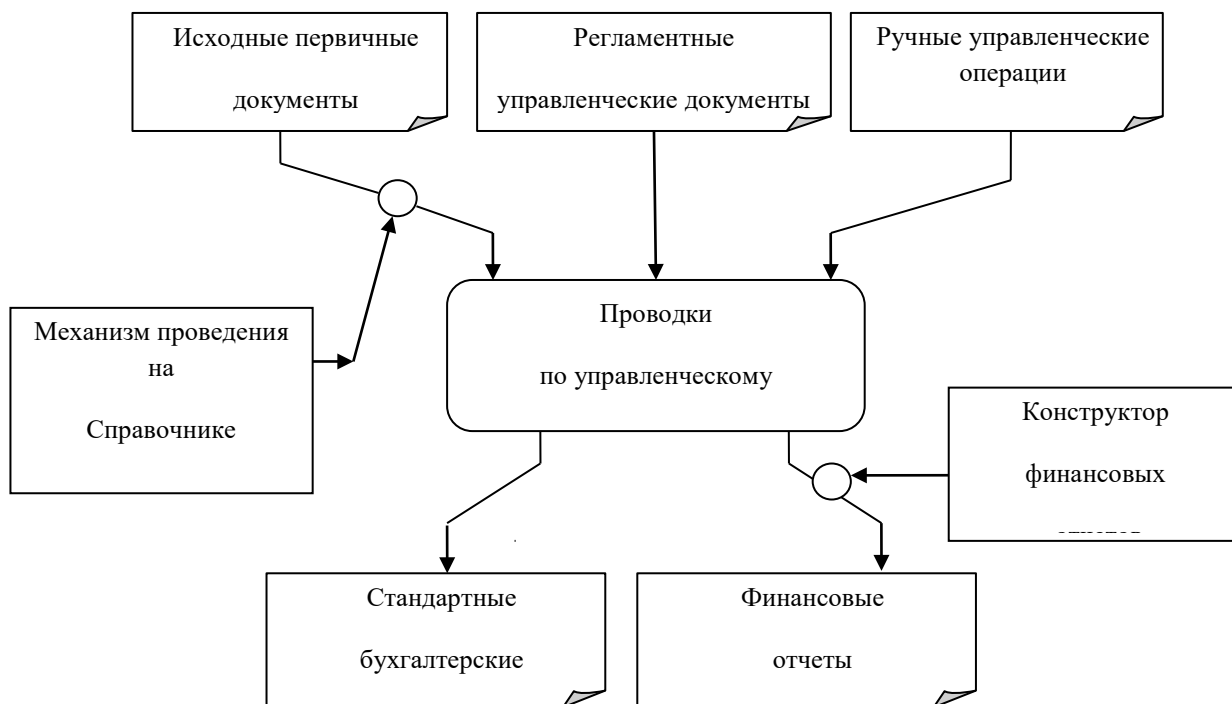 Исходные первичные
документы
Регламентные
управленческие документы
Ручные управленческие
операции
Механизм проведения
на
Справочнике
Проводки
по управленческому
Конструктор
финансовых
Стандартные
бухгалтерские
Финансовые
отчеты